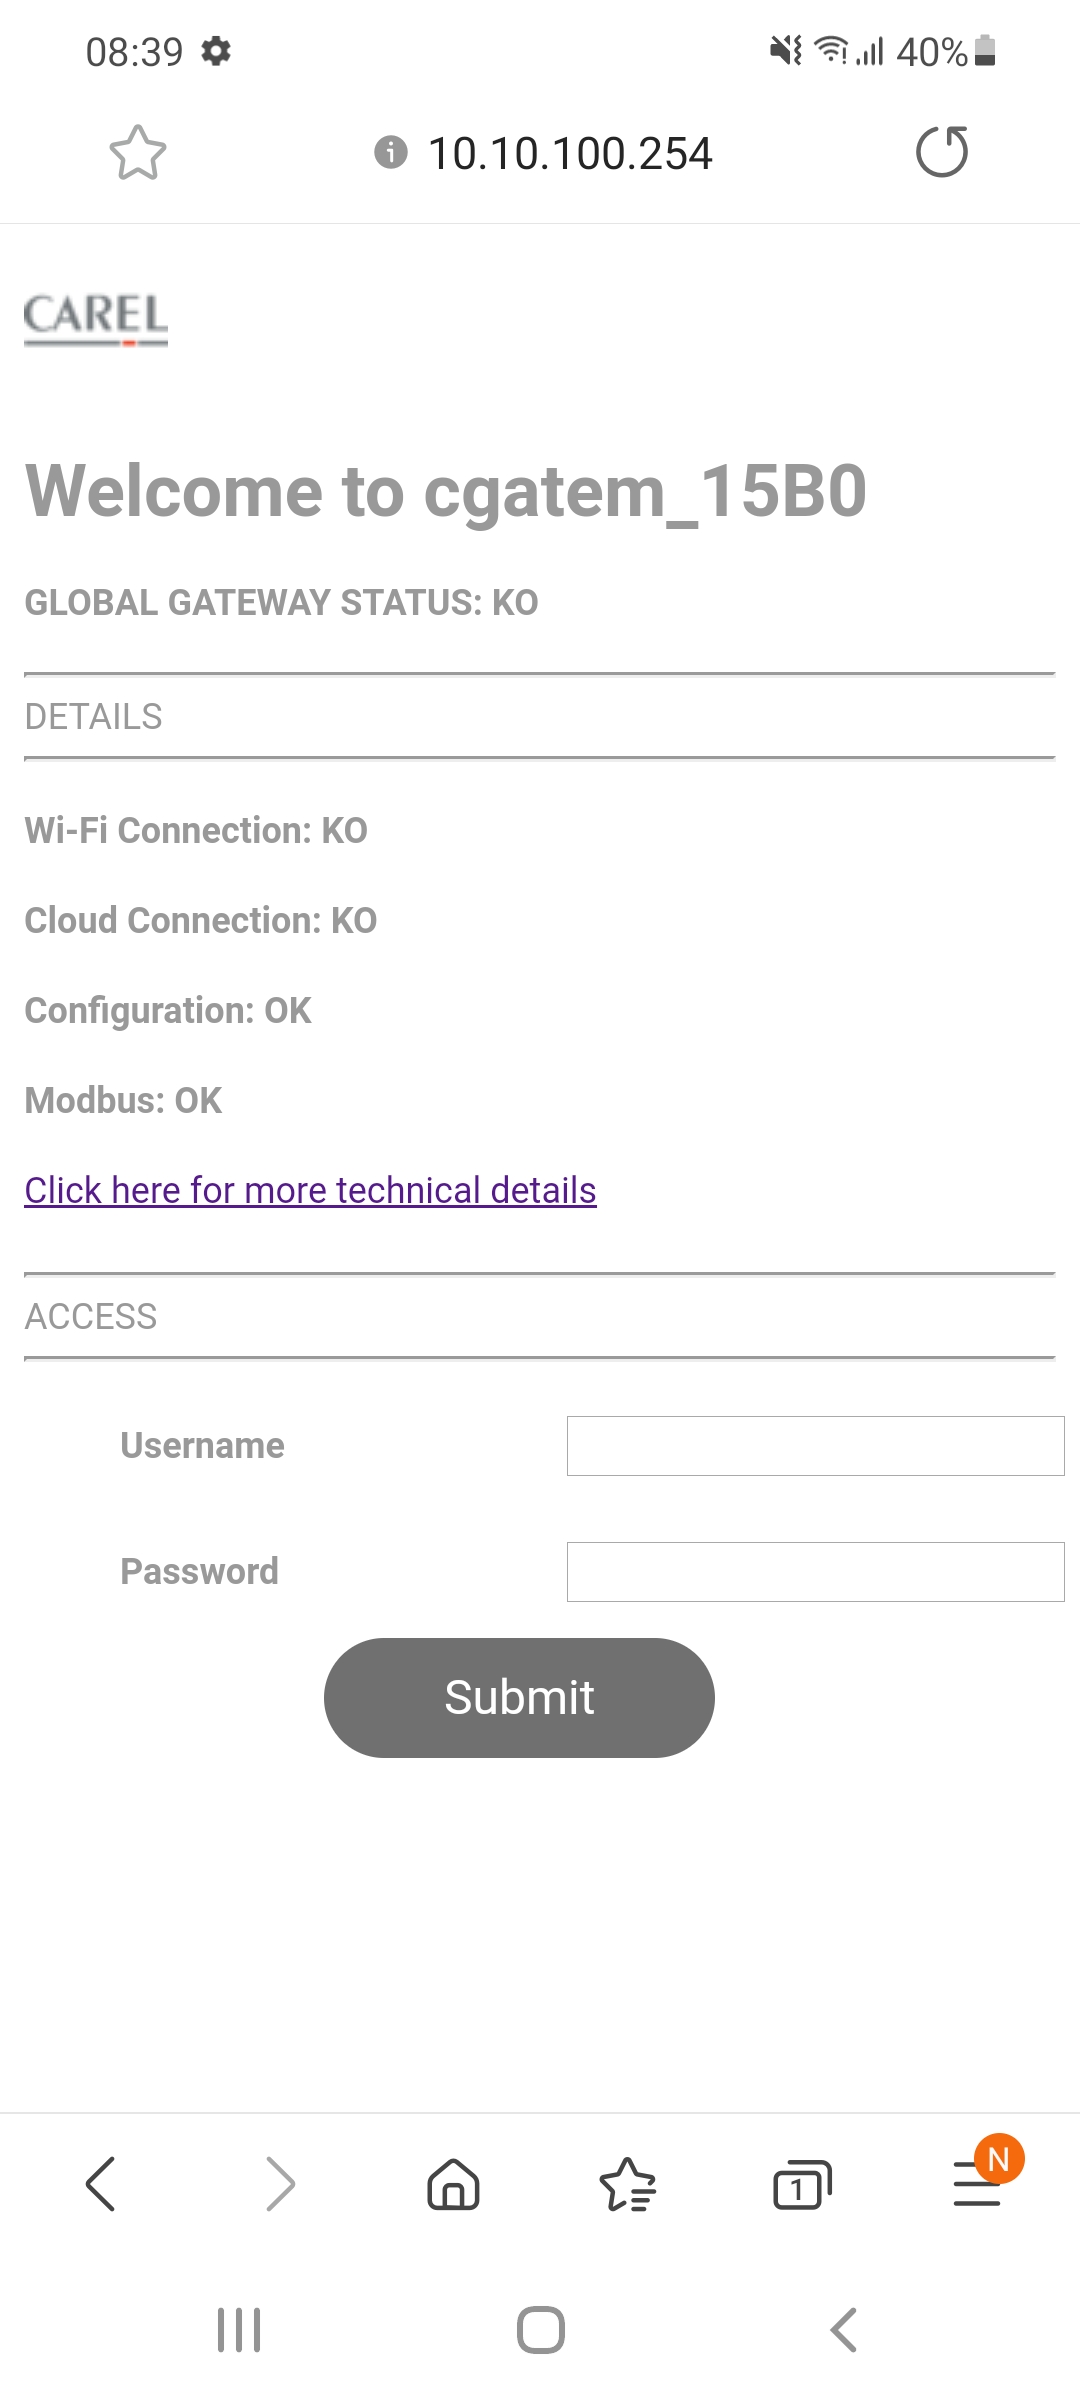 08:39
40%
10.10.100.254
CAREL
Welcome to cgatem_15B0
GLOBAL GATEWAY STATUS: KO
DETAILS
Wi-Fi Connection: KO
Cloud Connection: KO
Configuration: OK
Modbus: OK
Click here for more technical details
ACCESS
Username
Password
Submit
N
1